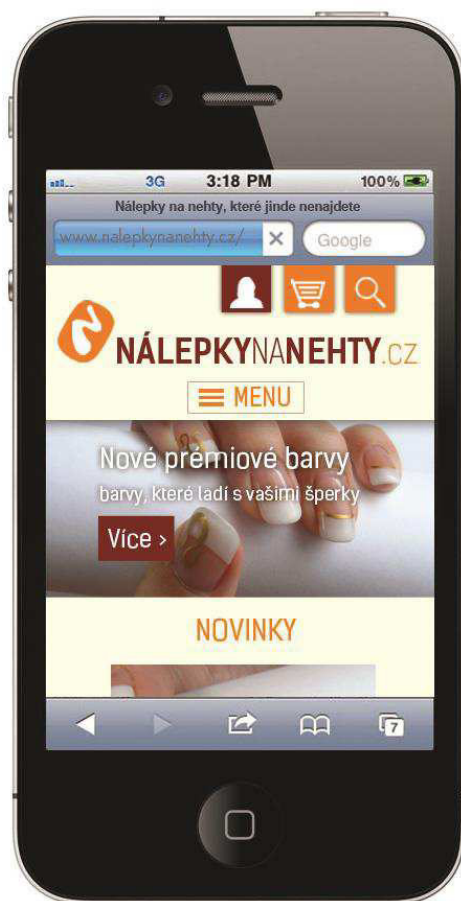 3G 3:18 PM 100%
Nálepky na nehty, které jinde nenajdete
www.nalepkynanehty.cz/ Google
NÁLEPKYNANEHTY.CZ
MENU
Nové prémiové barvy
barvy, které ladí s vašimi šperky
Více >
NOVINKY
7